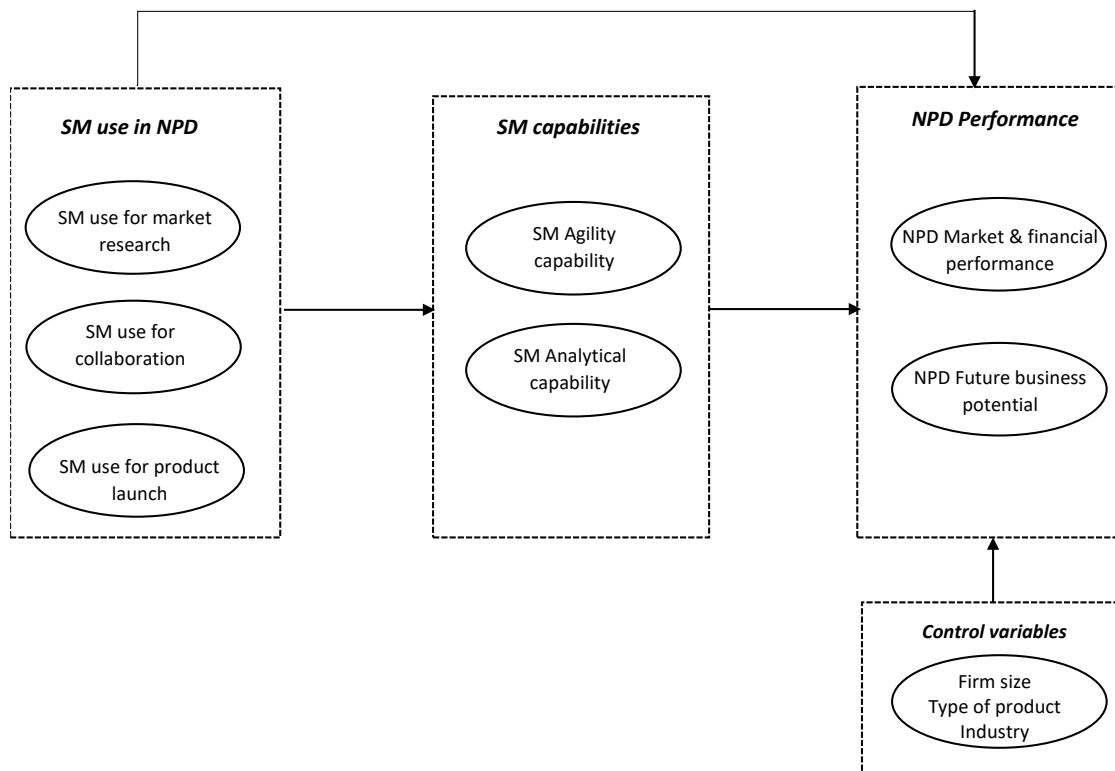 SM use in NPD
SM use for market
research
SM use for
collaboration
SM use for product
launch
SM capabilities
SM Agility
capability
SM Analytical
capability
NPD Performance
NPD Market & financial
performance
NPD Future business
potential
Control variables
Firm size
Type of product
Industry